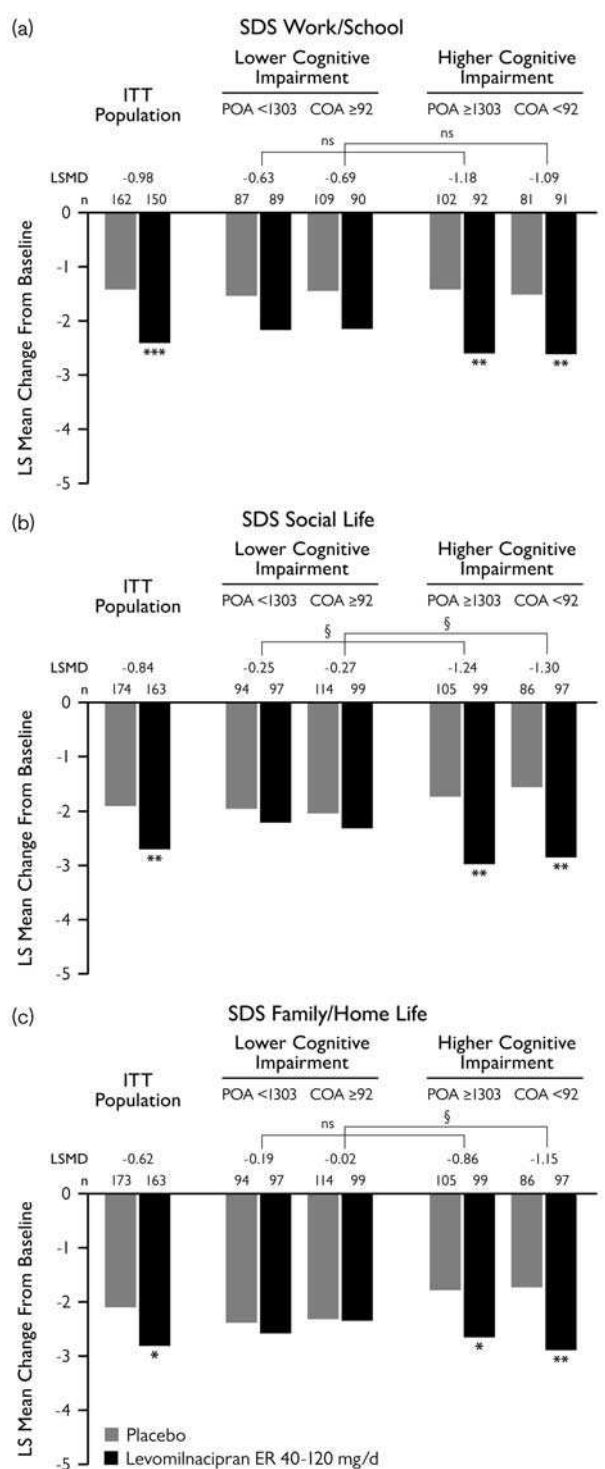 (a)
SDS Work/School
ITT
Population
Lower Cognitive
Impairment
Higher Cognitive
Impairment
POA <1303 COA ≥92 POA ≥1303 COA <92
ns
ns
LSMD -0.98 -0.63 -0.69 -1.18 -1.09
n 162 150 87 89 109 90 102 92 81 91
0
-1
-2
-3
-4
-5
LS Mean Change From Baseline
*** ** **
(b)
SDS Social Life
ITT
Population
Lower Cognitive
Impairment
Higher Cognitive
Impairment
POA <1303 COA ≥92 POA ≥1303 COA <92
§
§
LSMD -0.84 -0.25 -0.27 -1.24 -1.30
n 174 163 94 97 114 99 105 99 86 97
0
-1
-2
-3
-4
-5
LS Mean Change From Baseline
** ** **
(c)
SDS Family/Home Life
ITT
Population
Lower Cognitive
Impairment
Higher Cognitive
Impairment
POA <1303 COA ≥92 POA ≥1303 COA <92
§
ns
LSMD -0.62 -0.19 -0.02 -0.86 -1.15
n 173 163 94 97 114 99 105 99 86 97
0
-1
-2
-3
-4
-5
LS Mean Change From Baseline
* * **
Placebo
Levomilnacipran ER 40-120 mg/d